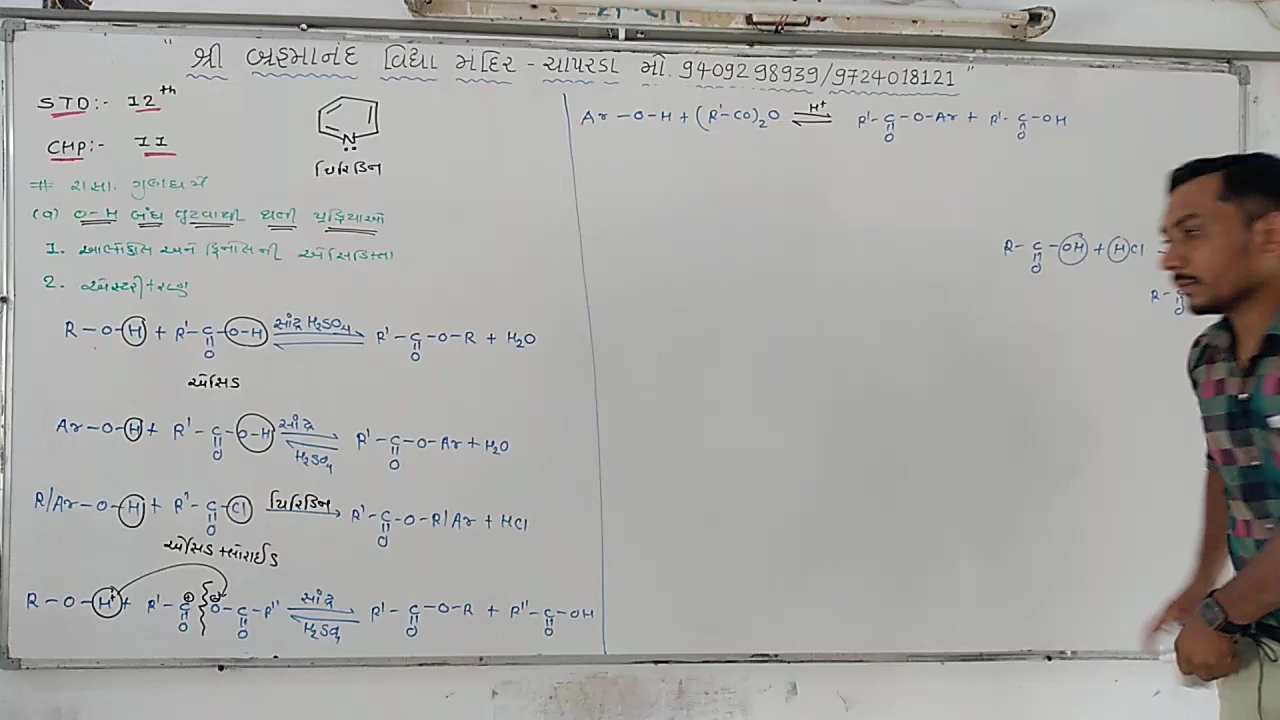 " શ્રી બ્રહ્માનંદ વિદ્યા મંદિર - ચાપરડા મો. 9409298939/9724018121 "
STD:- 12th
CHP:- 11
પિરિડિન
N
રાસા. ગુણધર્મ
(a) O-H બંધ તુટવાથી થતી પ્રક્રિયાઓ
1. આલ્કોહોલ અને ફિનોલની એસિડિકતા
2. એસ્ટરીકરણ
R-O-H + R'-C-O-H સાંદ્ર H2SO4 R'-C-O-R + H2O
O O
એસિડ
Ar-O-H + R'-C-O-H સાંદ્ર H2SO4 R'-C-O-Ar + H2O
O O
R/Ar-O-H + R'-C-Cl પિરિડિન R'-C-O-R/Ar + HCl
O O
એસિડ ક્લોરાઈડ
R-O-H+ + R'-C⊕ O⊖-C-R'' સાંદ્ર H2SO4 R'-C-O-R + R''-C-OH
O O O O
Ar-O-H + (R'-CO)2O H+ R'-C-O-Ar + R'-C-OH
O O
R-C-OH + HCl
O
R-C
O